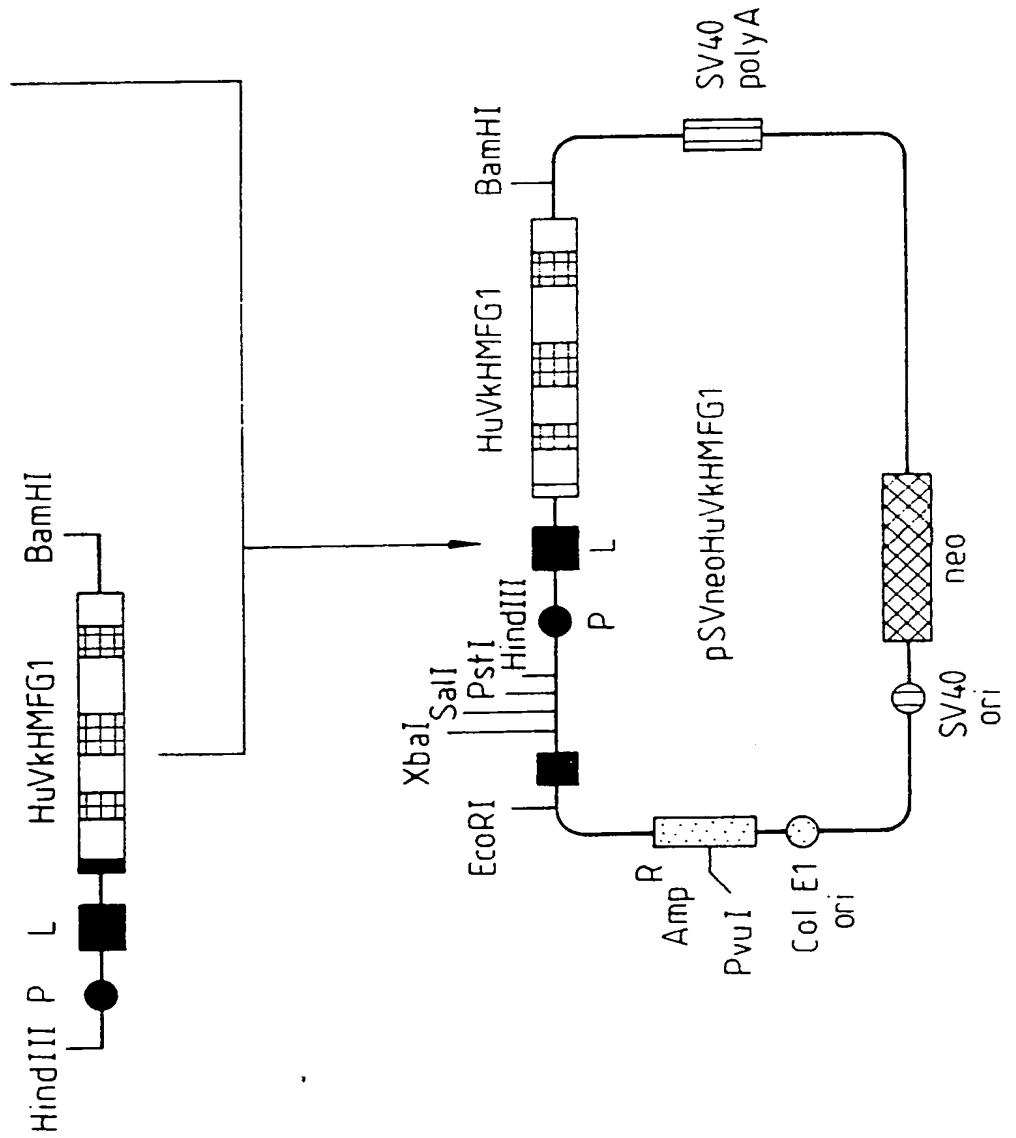 HindIII P L HuVkHMFG1 BamHI
EcoRI XbaI SalI PstI HindIII P L HuVkHMFG1 BamHI
SV40
polyA
pSVneoHuVkHMFG1
Amp R
PvuI
Col E1
ori
SV40
ori
neo